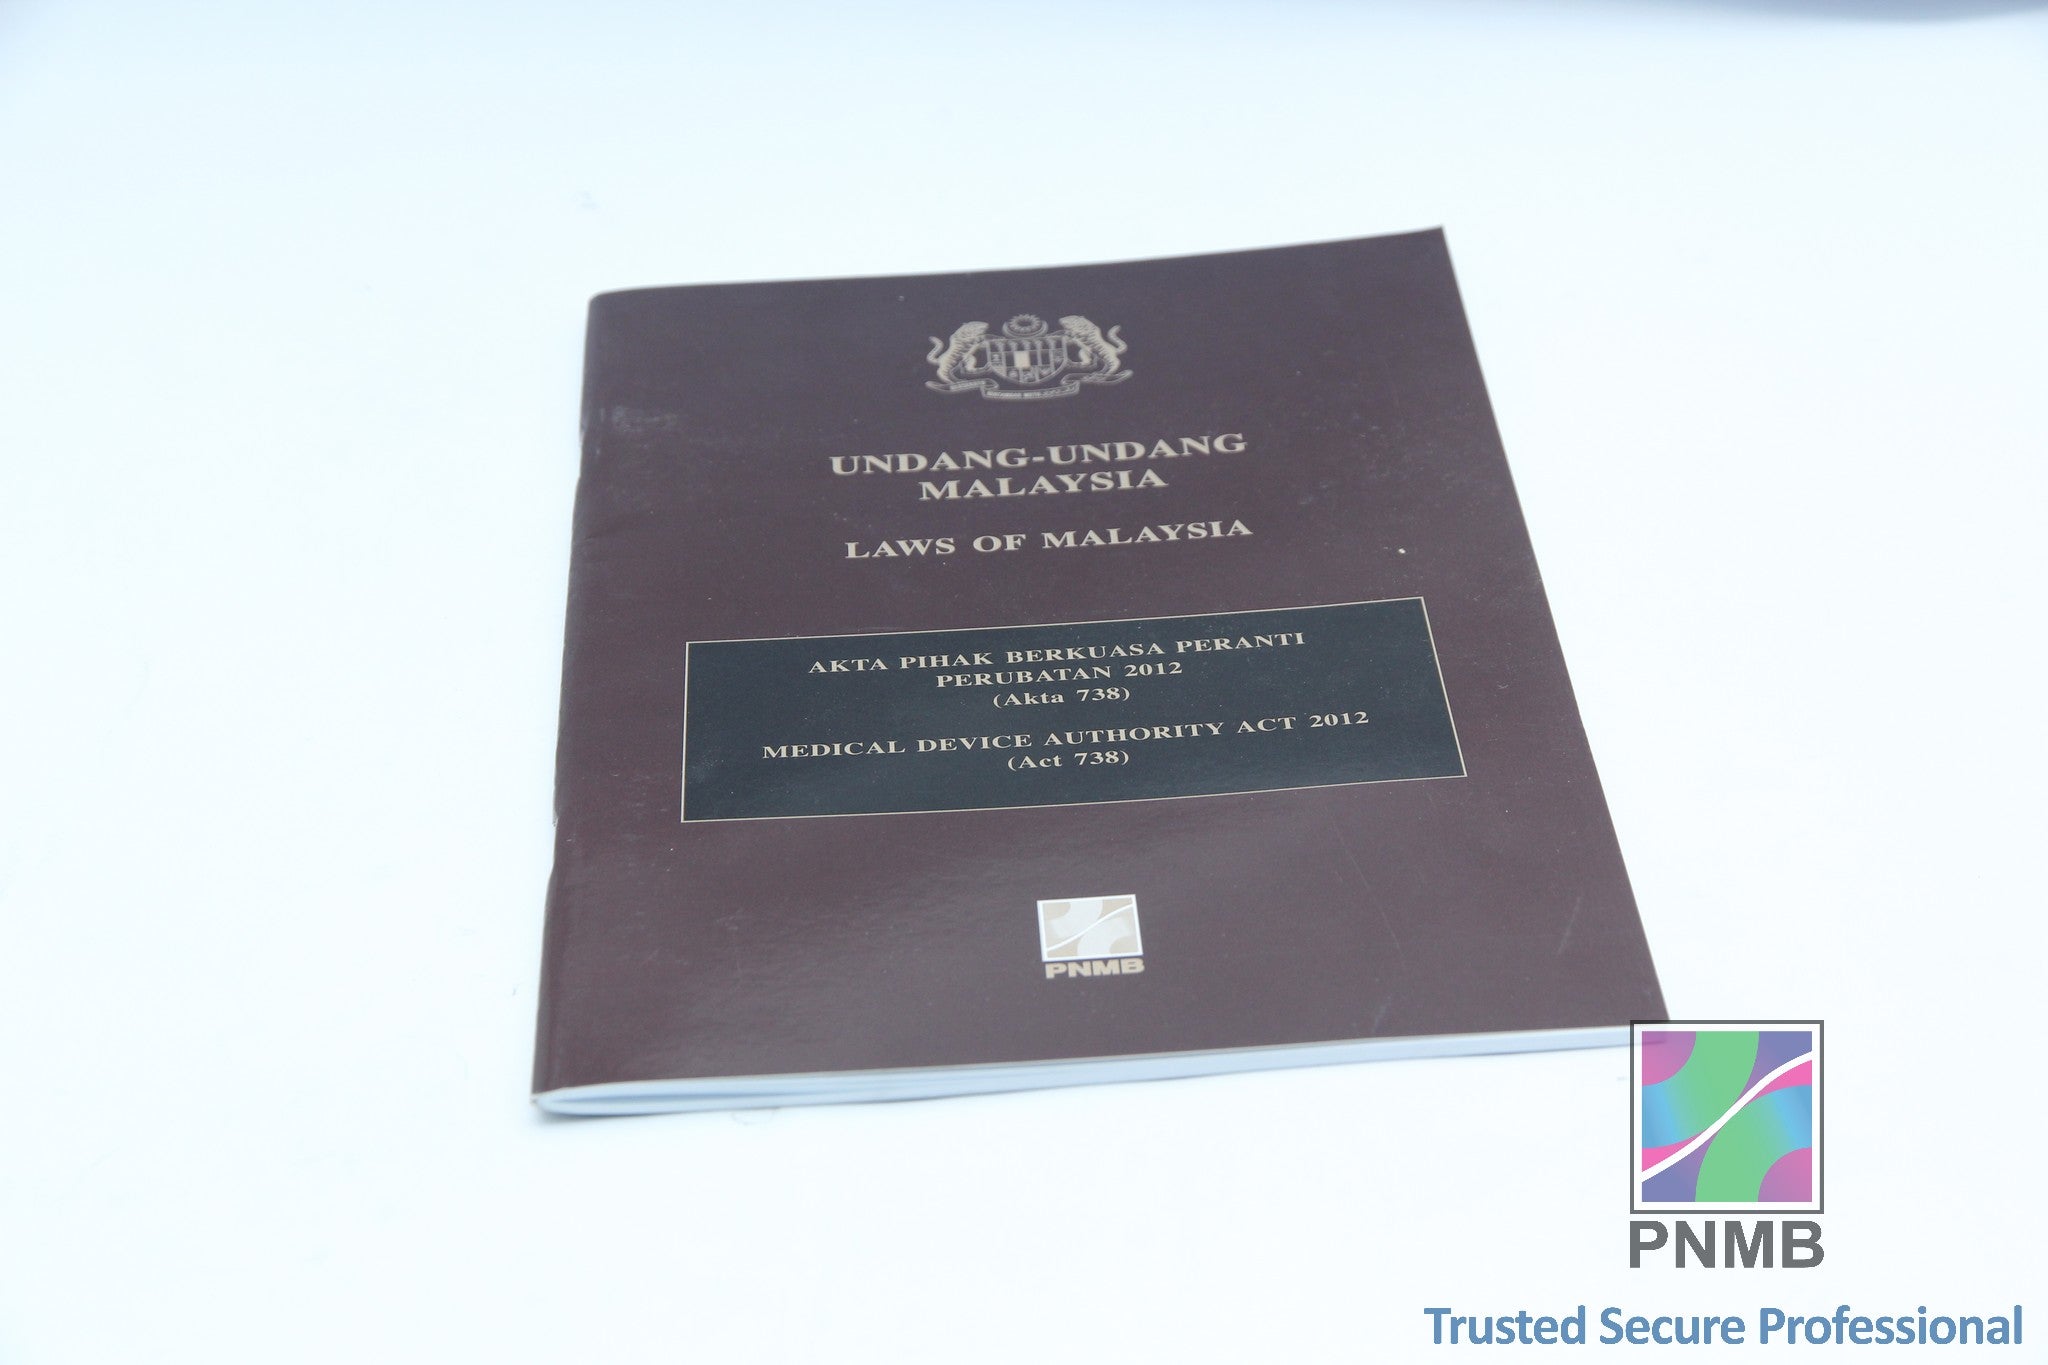 UNDANG-UNDANG
MALAYSIA
LAWS OF MALAYSIA
AKTA PIHAK BERKUASA PERANTI
PERUBATAN 2012
(Akta 738)
MEDICAL DEVICE AUTHORITY ACT 2012
(Act 738)
PNMB
PNMB
Trusted Secure Professional